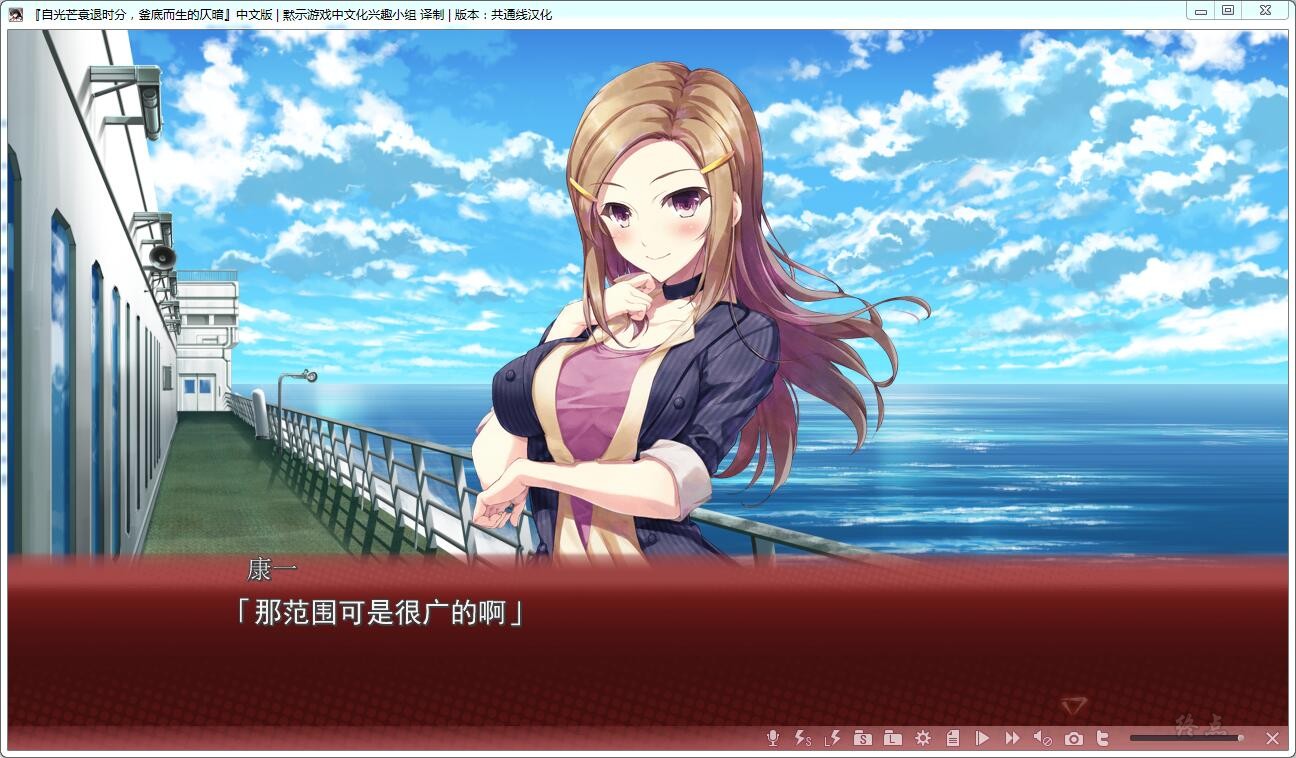 『自光芒衰退时分，釜底而生的仄暗』中文版 | 黙示游戏中文化兴趣小组 译制 | 版本：共通线汉化
康一
「那范围可是很广的啊」
终点